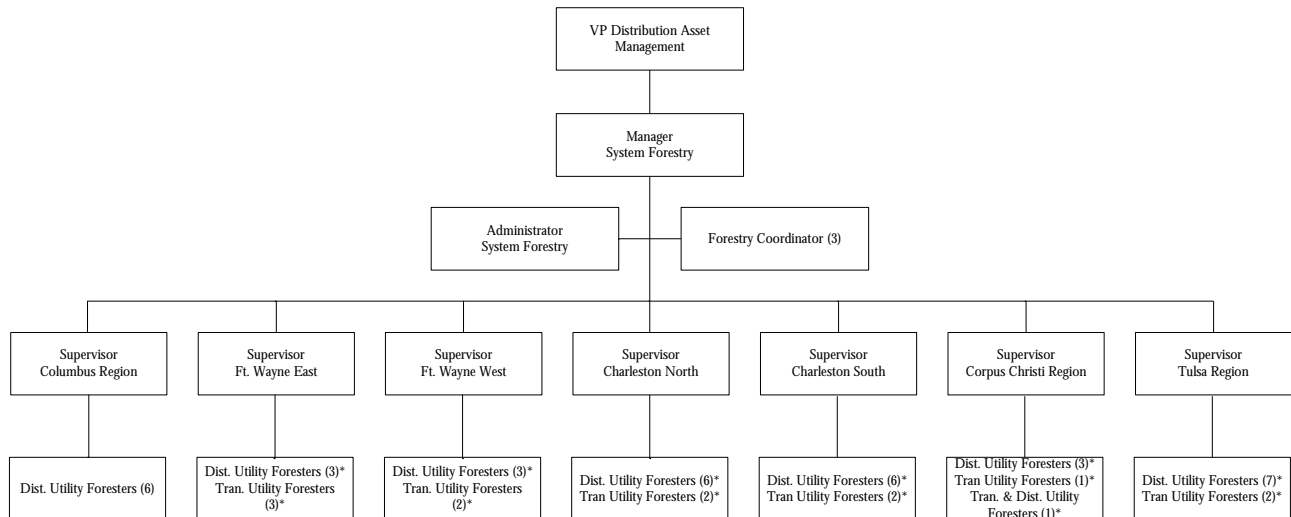 VP Distribution Asset
Management
Manager
System Forestry
Administrator
System Forestry
Forestry Coordinator (3)
Supervisor
Columbus Region
Supervisor
Ft. Wayne East
Supervisor
Ft. Wayne West
Supervisor
Charleston North
Supervisor
Charleston South
Supervisor
Corpus Christi Region
Supervisor
Tulsa Region
Dist. Utility Foresters (6)
Dist. Utility Foresters (3)*
Tran. Utility Foresters
(3)*
Dist. Utility Foresters (3)*
Tran. Utility Foresters
(2)*
Dist. Utility Foresters (6)*
Tran Utility Foresters (2)*
Dist. Utility Foresters (6)*
Tran Utility Foresters (2)*
Dist. Utility Foresters (3)*
Tran Utility Foresters (1)*
Tran. & Dist. Utility
Foresters (1)*
Dist. Utility Foresters (7)*
Tran Utility Foresters (2)*